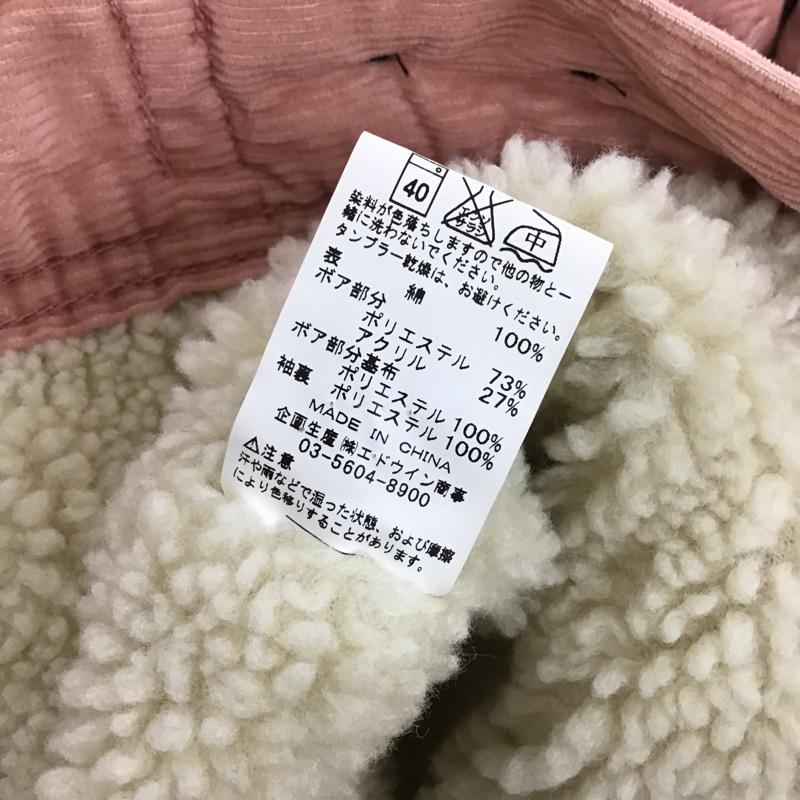 40
エンソ
サラシ
中
染料が色落ちしますので他の物と一
緒に洗わないでください。
タンブラー乾燥は、お避けください。
表
綿 100%
ボア部分
ポリエステル 73%
アクリル 27%
ボア部分基布
ポリエステル 100%
袖裏 ポリエステル 100%
MADE IN CHINA
企画生産 ㈱エドウイン商事
03-5604-8900
⚠注意
汗や雨などで湿った状態、および摩擦
により色移りすることがあります。